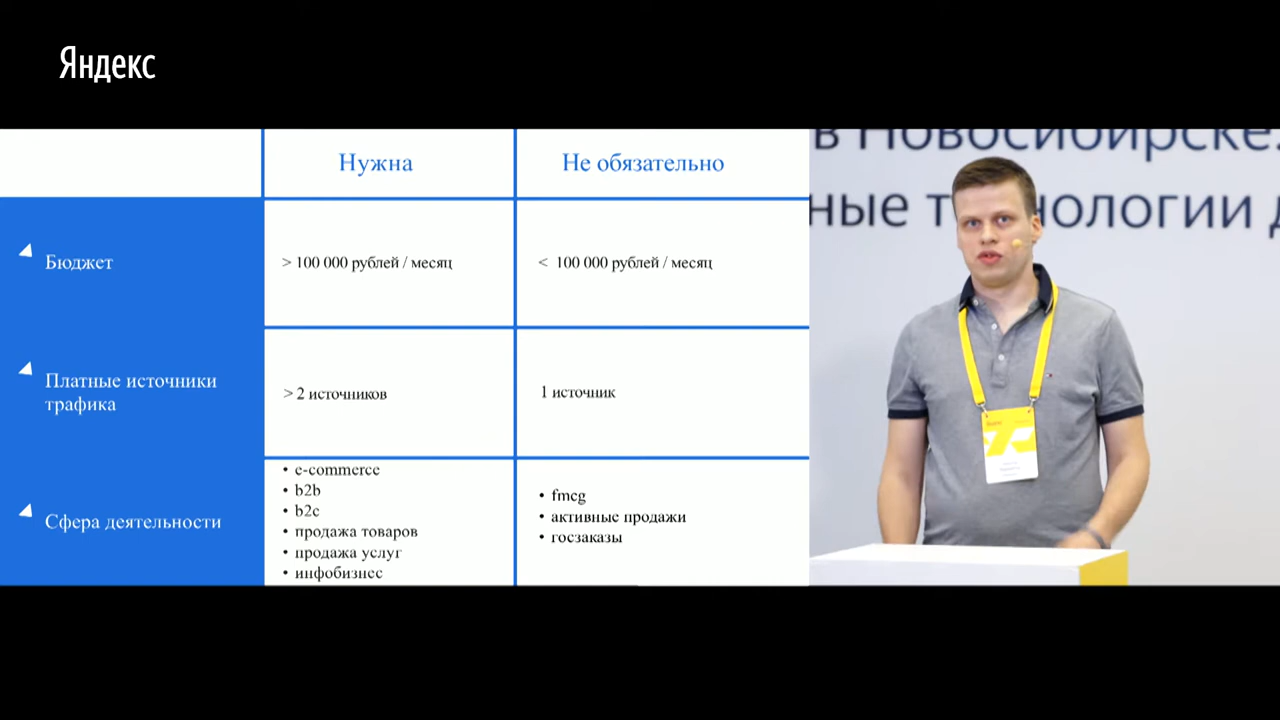 Яндекс
Нужна
Не обязательно
Бюджет
> 100 000 рублей / месяц
< 100 000 рублей / месяц
Платные источники
трафика
> 2 источников
1 источник
Сфера деятельности
• e-commerce
• b2b
• b2c
• продажа товаров
• продажа услуг
• инфобизнес
• fmcg
• активные продажи
• госзаказы
в Новосибирске:
ные технологии д